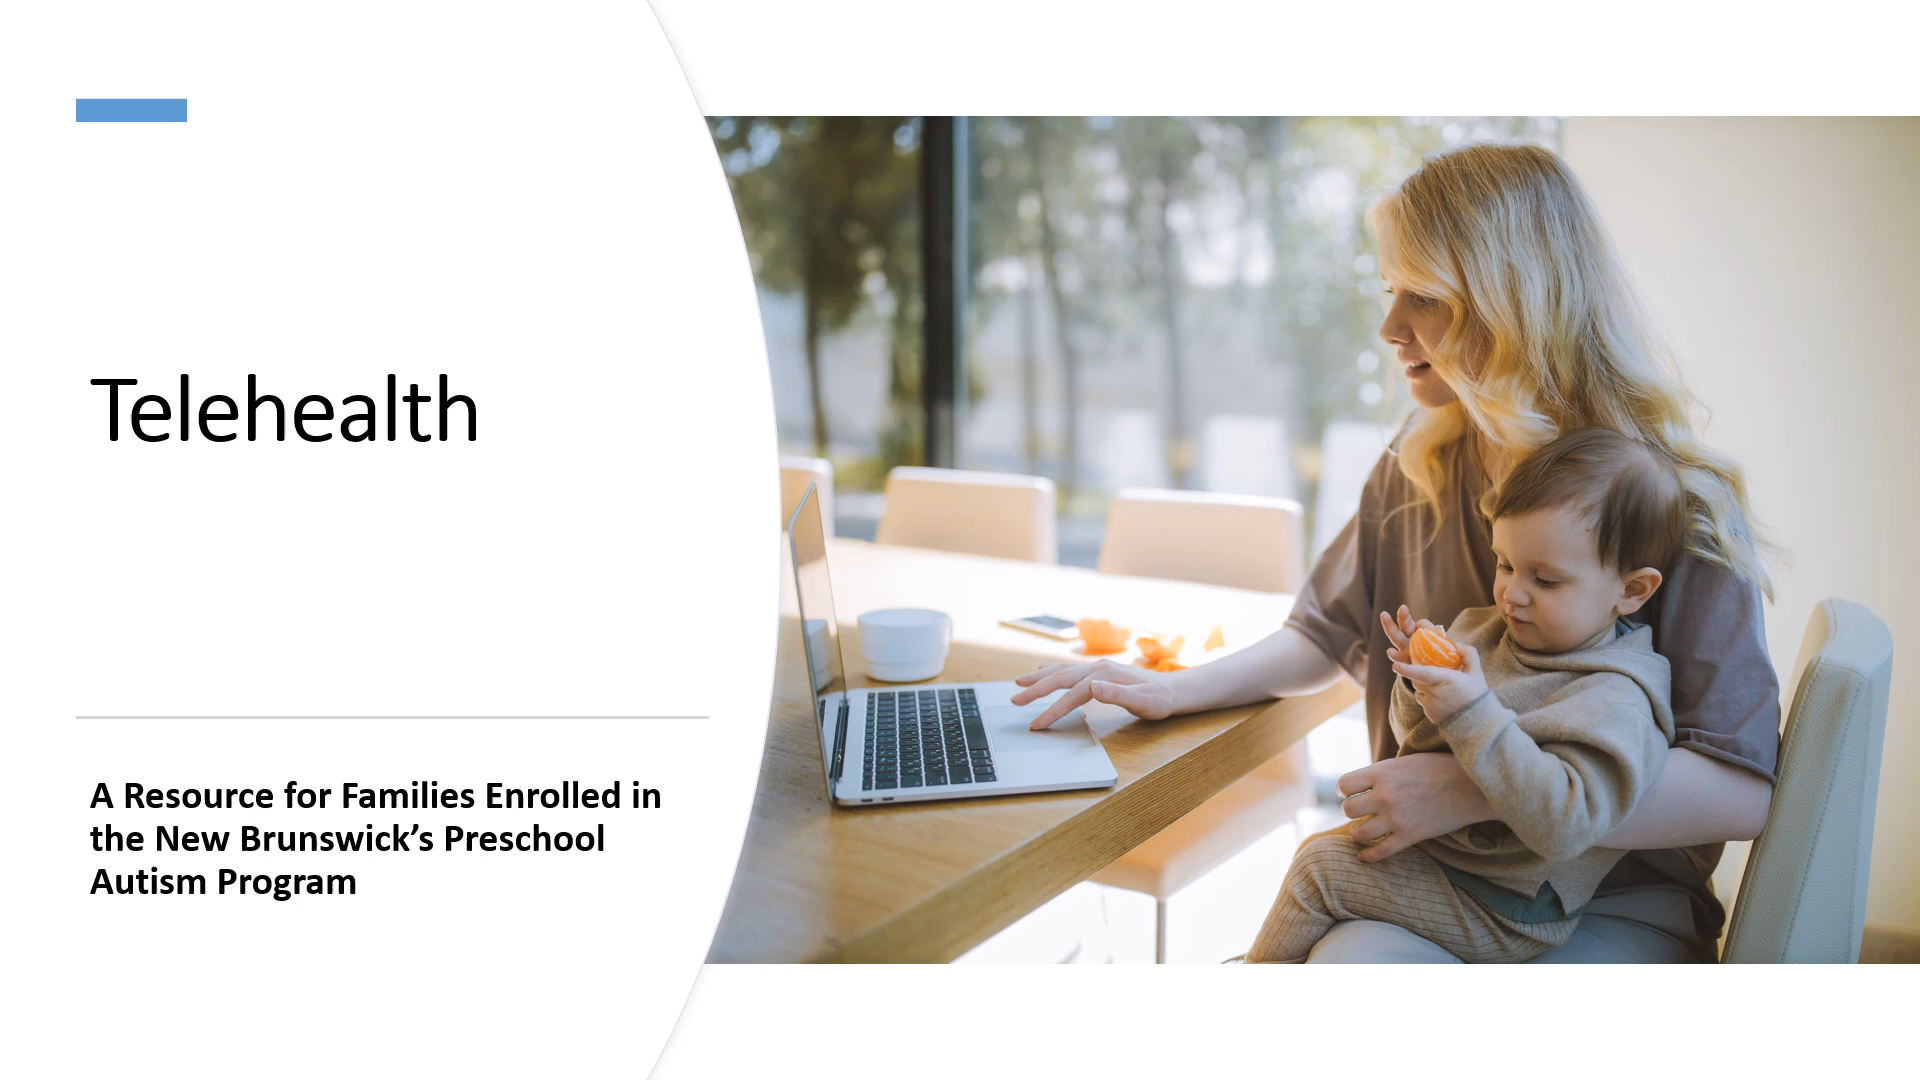 Telehealth
A Resource for Families Enrolled in
the New Brunswick’s Preschool
Autism Program